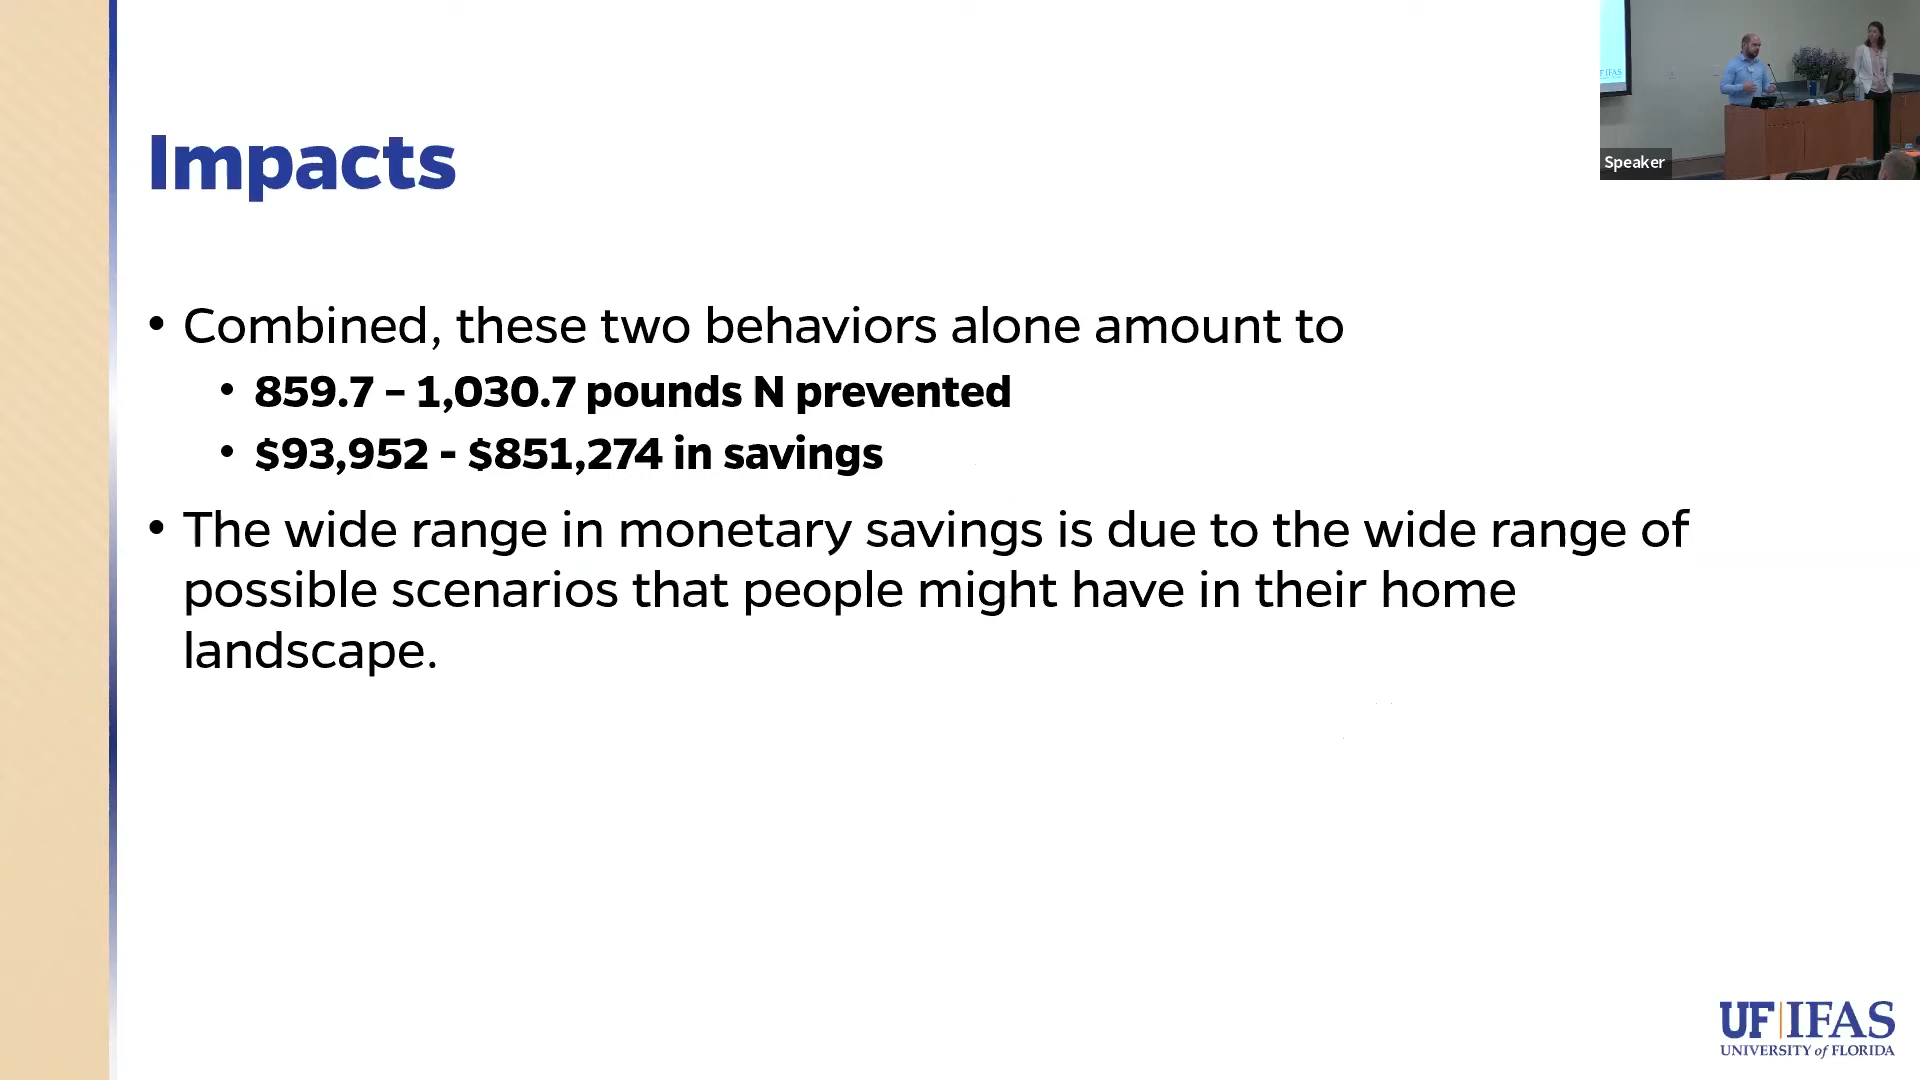 Impacts
• Combined, these two behaviors alone amount to
• 859.7 – 1,030.7 pounds N prevented
• $93,952 - $851,274 in savings
• The wide range in monetary savings is due to the wide range of
possible scenarios that people might have in their home
landscape.
Speaker
UF|IFAS
UNIVERSITY of FLORIDA